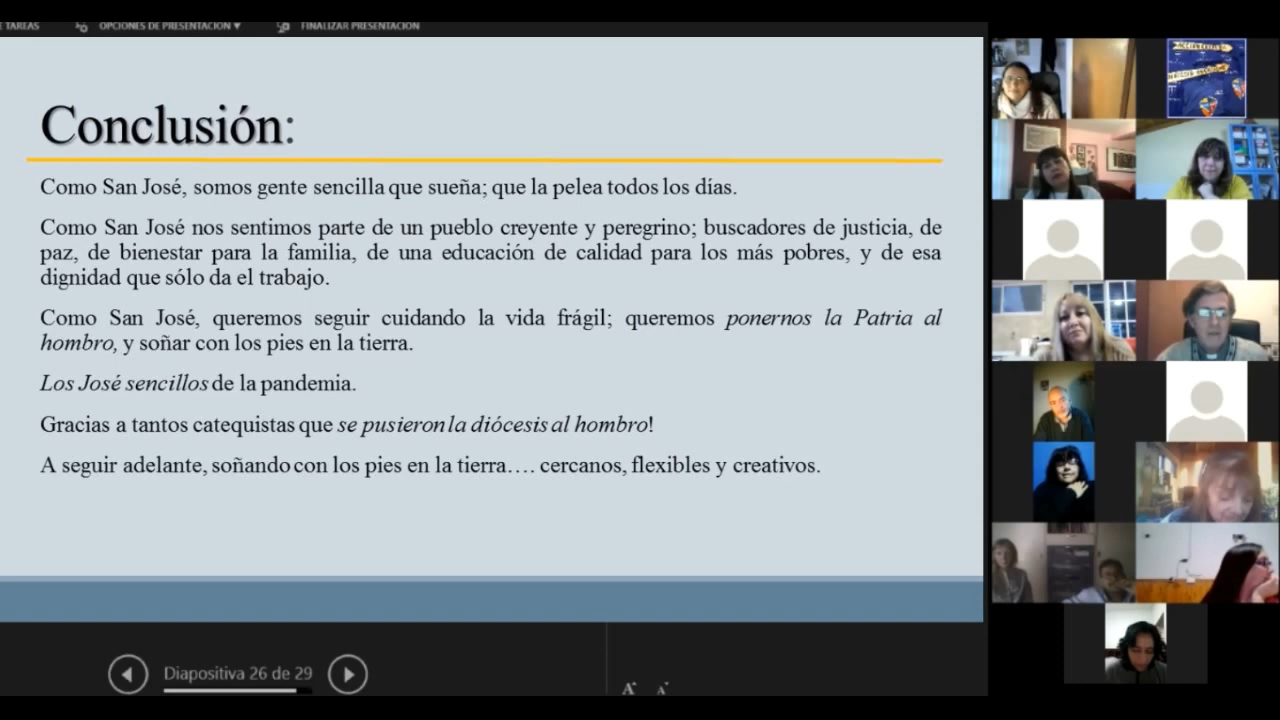 E TAREAS OPCIONES DE PRESENTACIÓN ▼ FINALIZAR PRESENTACIÓN
Conclusión:
Como San José, somos gente sencilla que sueña; que la pelea todos los días.
Como San José nos sentimos parte de un pueblo creyente y peregrino; buscadores de justicia, de
paz, de bienestar para la familia, de una educación de calidad para los más pobres, y de esa
dignidad que sólo da el trabajo.
Como San José, queremos seguir cuidando la vida frágil; queremos ponernos la Patria al
hombro, y soñar con los pies en la tierra.
Los José sencillos de la pandemia.
Gracias a tantos catequistas que se pusieron la diócesis al hombro!
A seguir adelante, soñando con los pies en la tierra…. cercanos, flexibles y creativos.
Diapositiva 26 de 29
A A